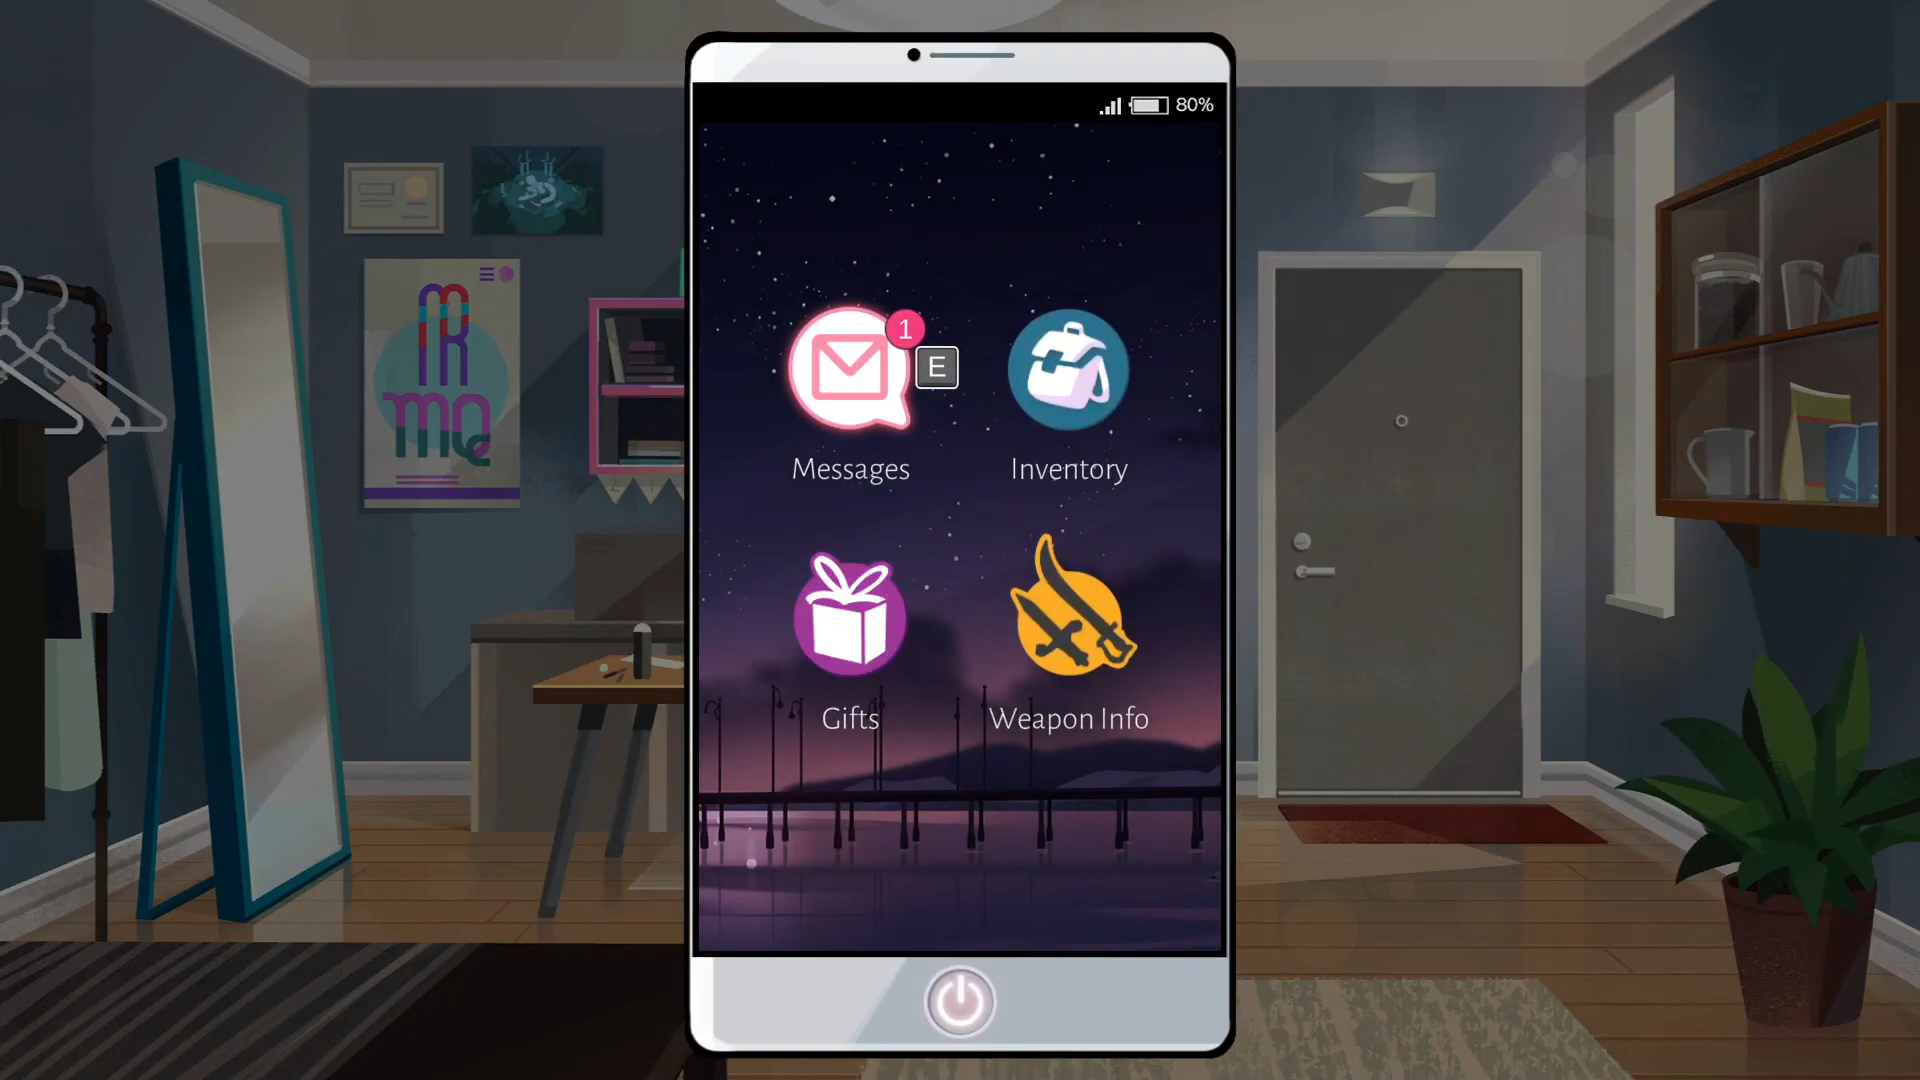 80%
1
E
Messages
Inventory
Gifts
Weapon Info